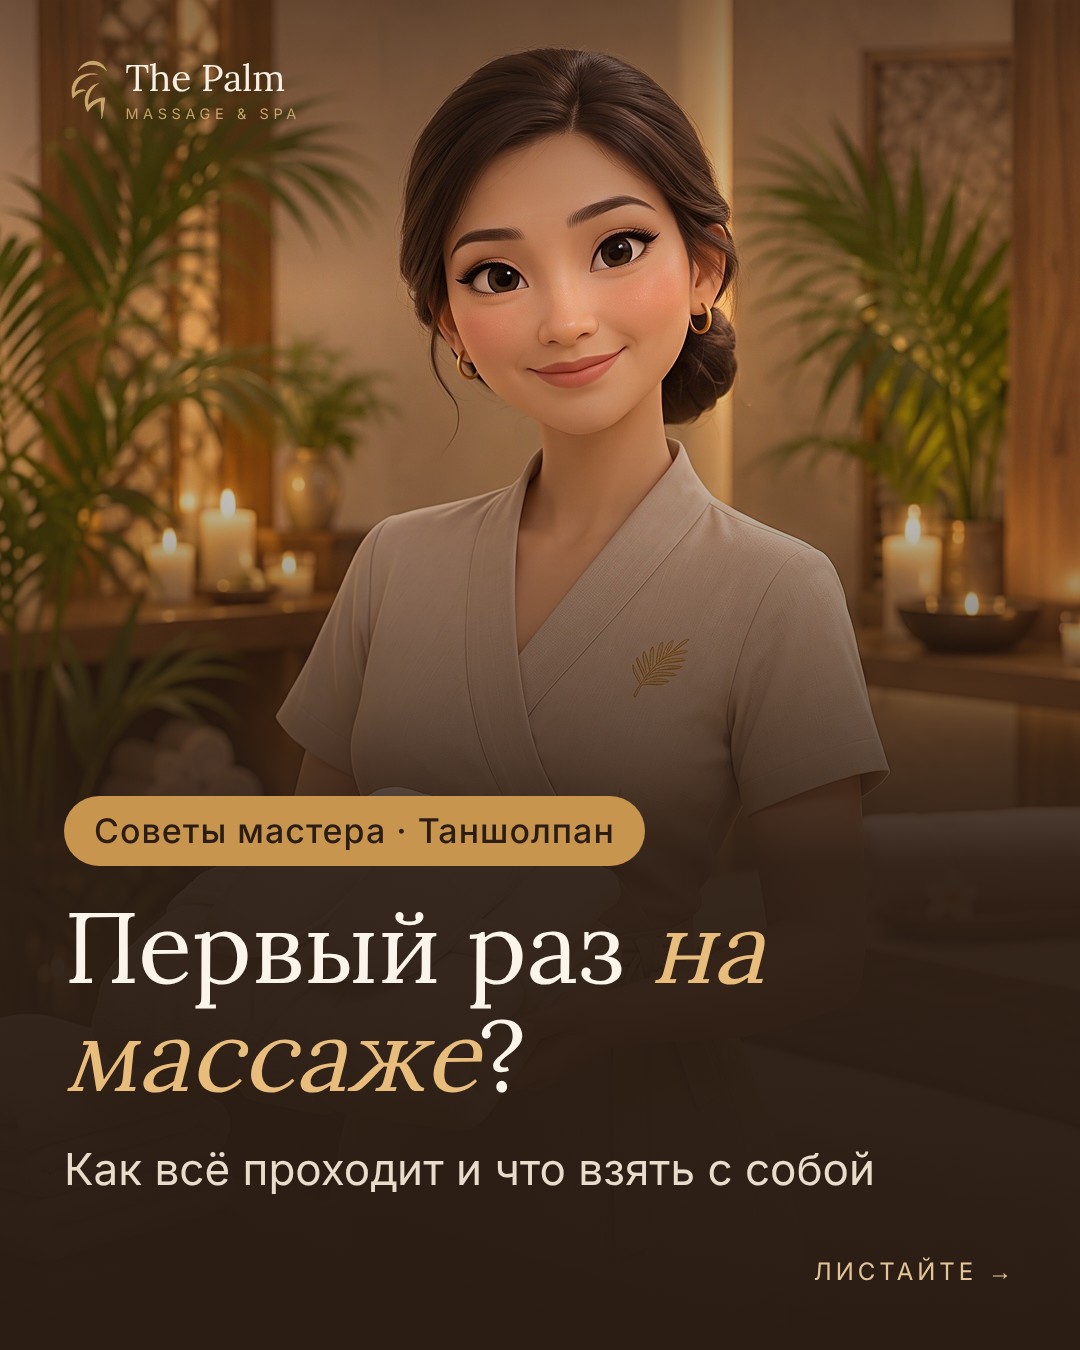 The Palm
MASSAGE & SPA
Советы мастера · Таншолпан
Первый раз на
массаже?
Как всё проходит и что взять с собой
ЛИСТАЙТЕ →